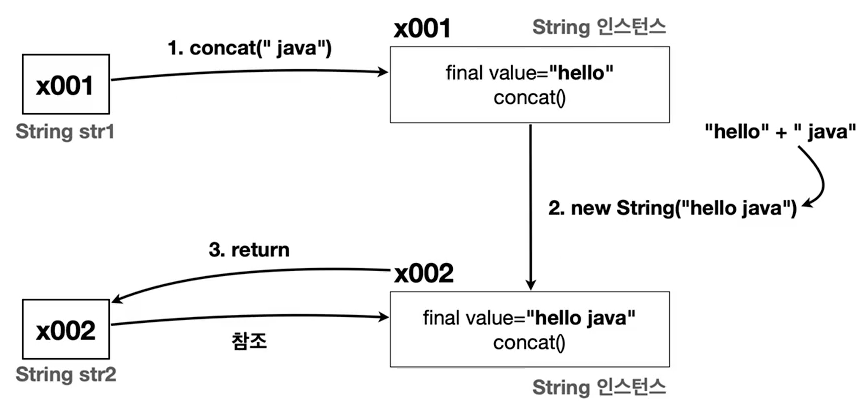 x001
String 인스턴스
1. concat(" java")
x001
final value="hello"
concat()
String str1
"hello" + " java"
2. new String("hello java")
3. return
x002
x002
final value="hello java"
concat()
참조
String str2
String 인스턴스